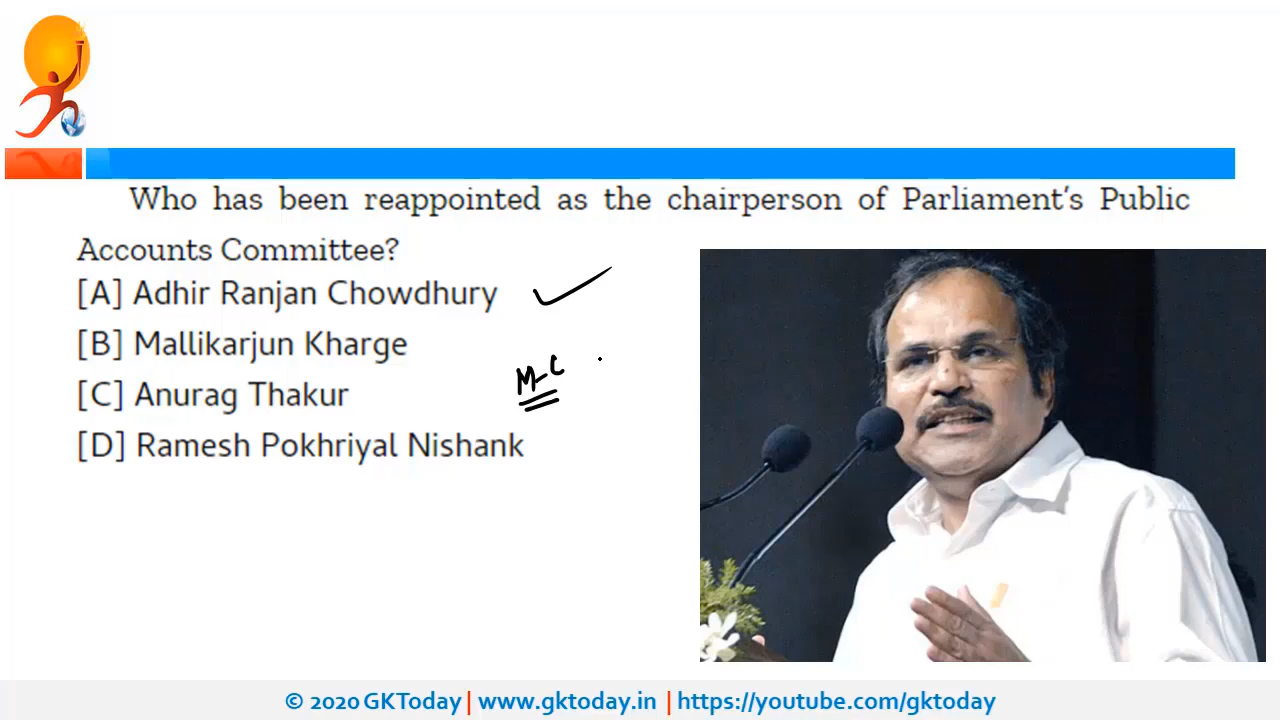 Who has been reappointed as the chairperson of Parliament's Public
Accounts Committee?
[A] Adhir Ranjan Chowdhury
[B] Mallikarjun Kharge
[C] Anurag Thakur
[D] Ramesh Pokhriyal Nishank
M-C
© 2020 GKToday | www.gktoday.in | https://youtube.com/gktoday